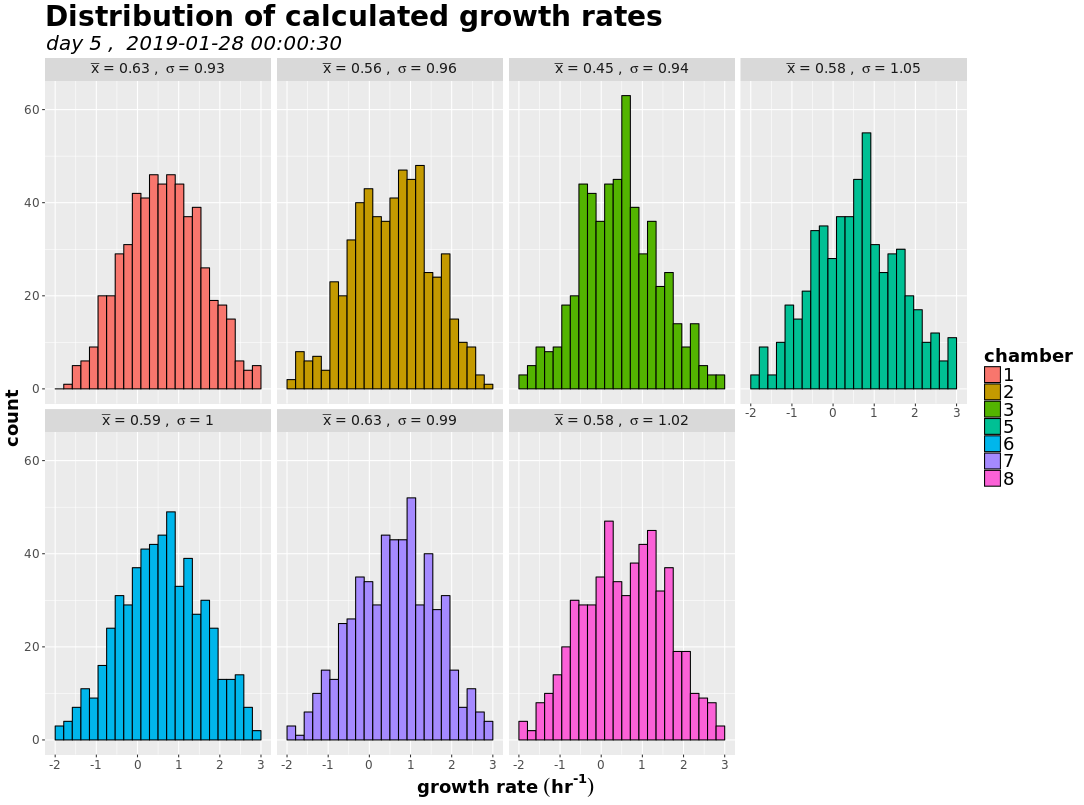 Distribution of calculated growth rates
day 5 ,  2019-01-28 00:00:30
x̅ = 0.63 ,  σ = 0.93
x̅ = 0.56 ,  σ = 0.96
x̅ = 0.45 ,  σ = 0.94
x̅ = 0.58 ,  σ = 1.05
60
40
20
0
-2 -1 0 1 2 3
x̅ = 0.59 ,  σ = 1
x̅ = 0.63 ,  σ = 0.99
x̅ = 0.58 ,  σ = 1.02
60
40
20
0
-2 -1 0 1 2 3
-2 -1 0 1 2 3
-2 -1 0 1 2 3
count
growth rate (hr⁻¹)
chamber
1
2
3
5
6
7
8